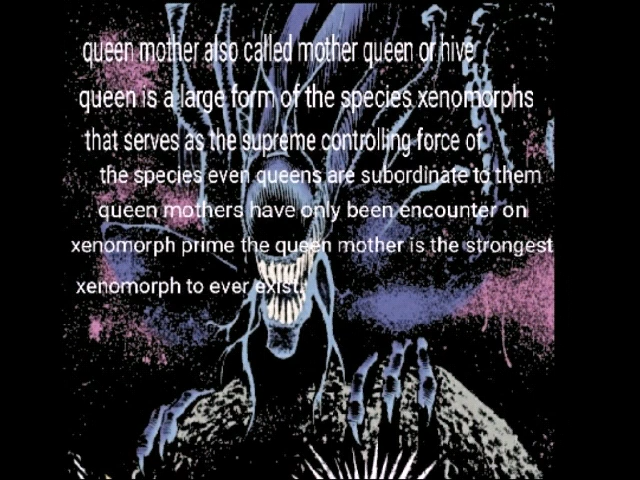 queen mother also called mother queen or hive
queen is a large form of the species xenomorphs
that serves as the supreme controlling force of
the species even queens are subordinate to them
queen mothers have only been encounter on
xenomorph prime the queen mother is the strongest
xenomorph to ever exist.